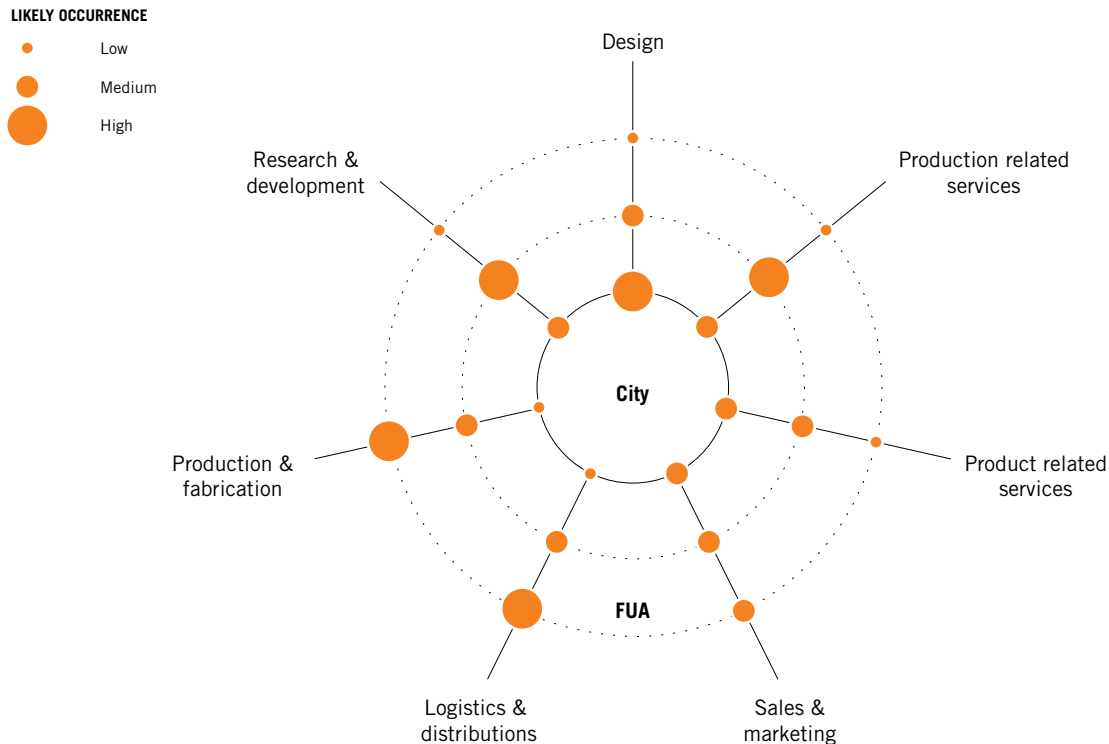 LIKELY OCCURRENCE
Low
Medium
High
Design
Research &
development
Production related
services
City
Production &
fabrication
Product related
services
FUA
Logistics &
distributions
Sales &
marketing